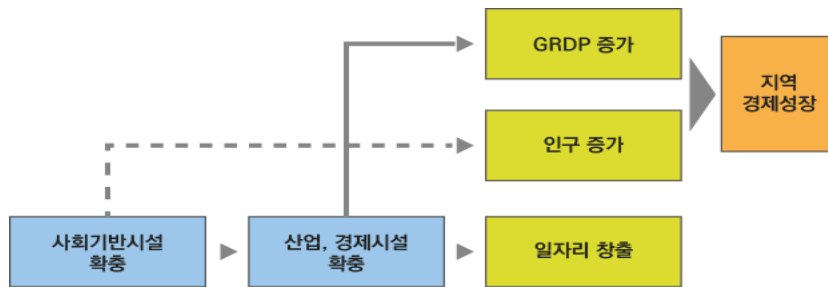 GRDP 증가
지역
경제성장
인구 증가
사회기반시설
확충
산업, 경제시설
확충
일자리 창출